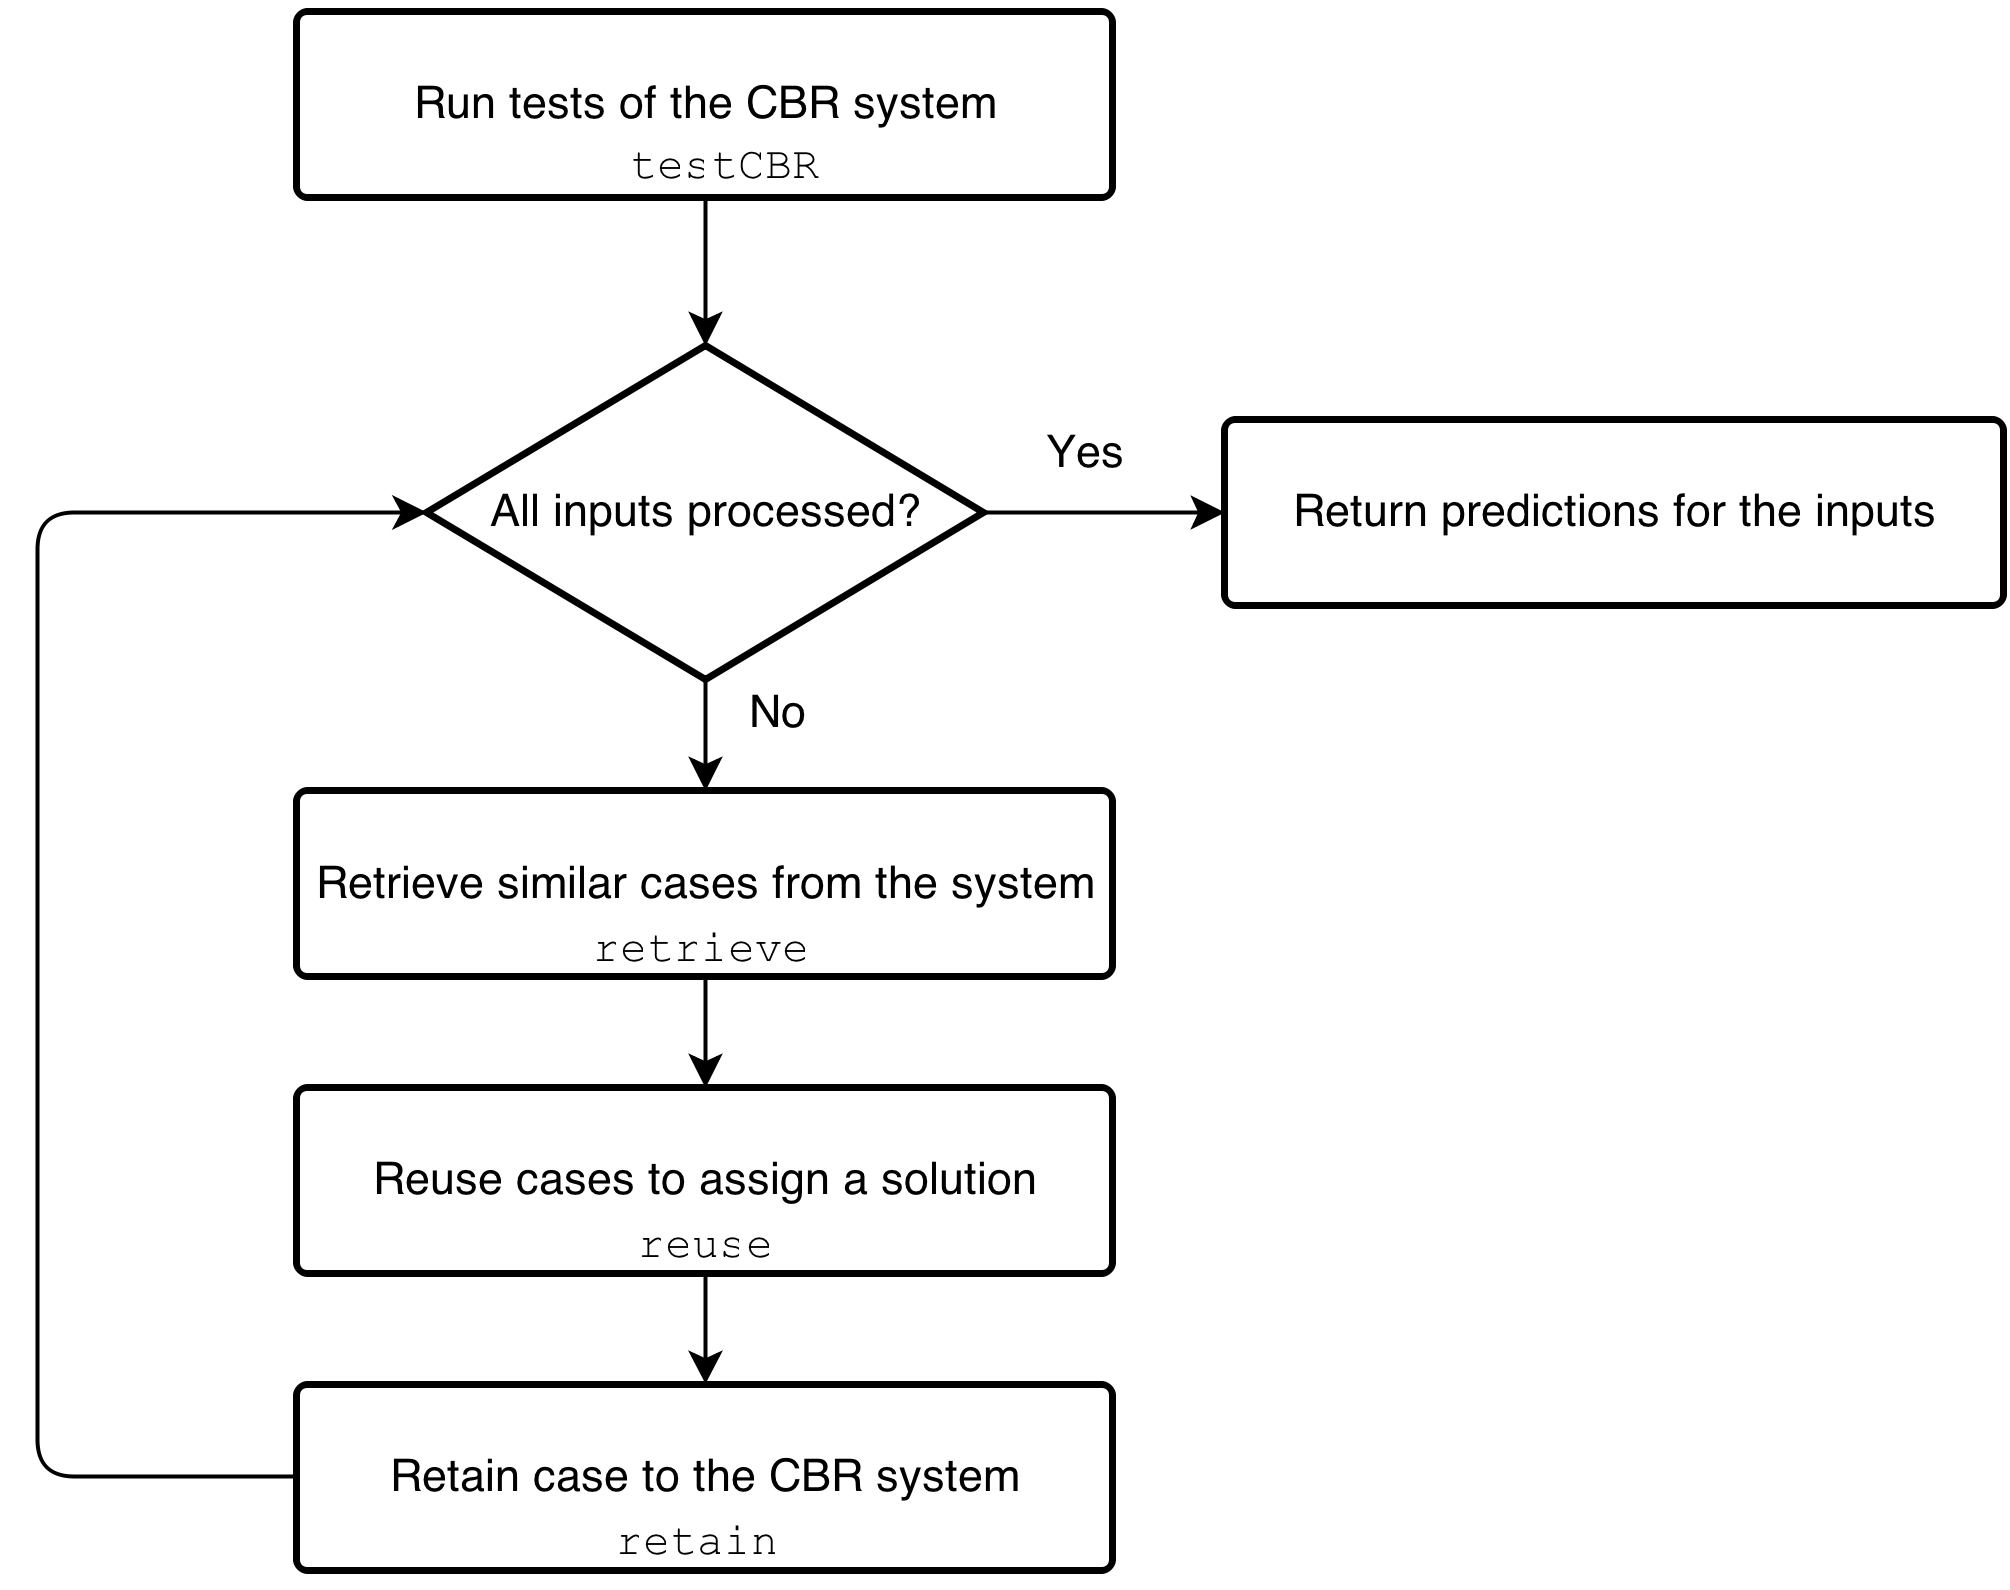 Run tests of the CBR system
testCBR
All inputs processed?
Yes
Return predictions for the inputs
No
Retrieve similar cases from the system
retrieve
Reuse cases to assign a solution
reuse
Retain case to the CBR system
retain